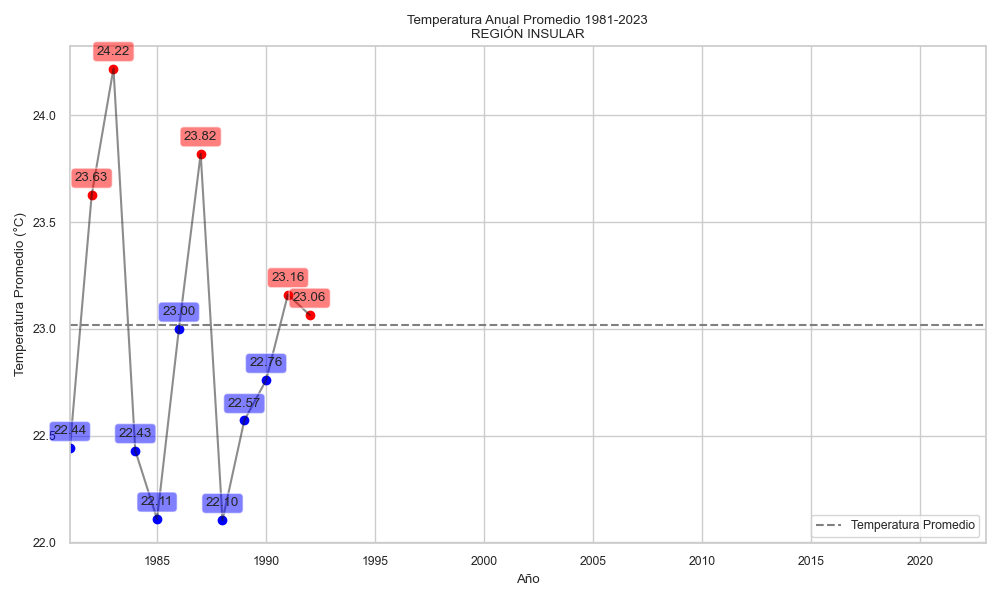 Temperatura Anual Promedio 1981-2023
REGIÓN INSULAR
24.22
24.0
23.82
23.63
23.5
23.16
23.06
23.00
23.0
22.76
22.57
22.5
22.44
22.43
22.11
22.10
22.0
Temperatura Promedio (°C)
Temperatura Promedio
1985 1990 1995 2000 2005 2010 2015 2020
Año